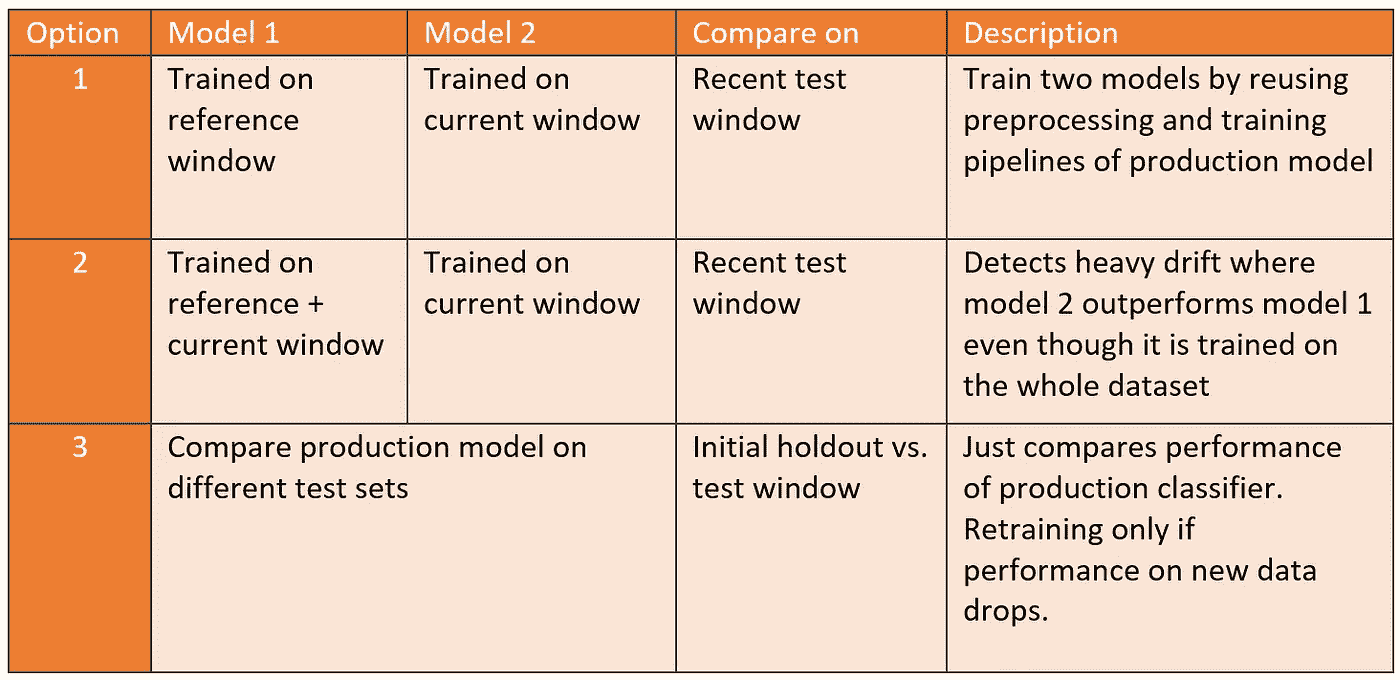 Option Model 1 Model 2 Compare on Description
1
Trained on
reference
window
Trained on
current window
Recent test
window
Train two models by reusing
preprocessing and training
pipelines of production model
2
Trained on
reference +
current window
Trained on
current window
Recent test
window
Detects heavy drift where
model 2 outperforms model 1
even though it is trained on
the whole dataset
3
Compare production model on
different test sets
Initial holdout vs.
test window
Just compares performance
of production classifier.
Retraining only if
performance on new data
drops.